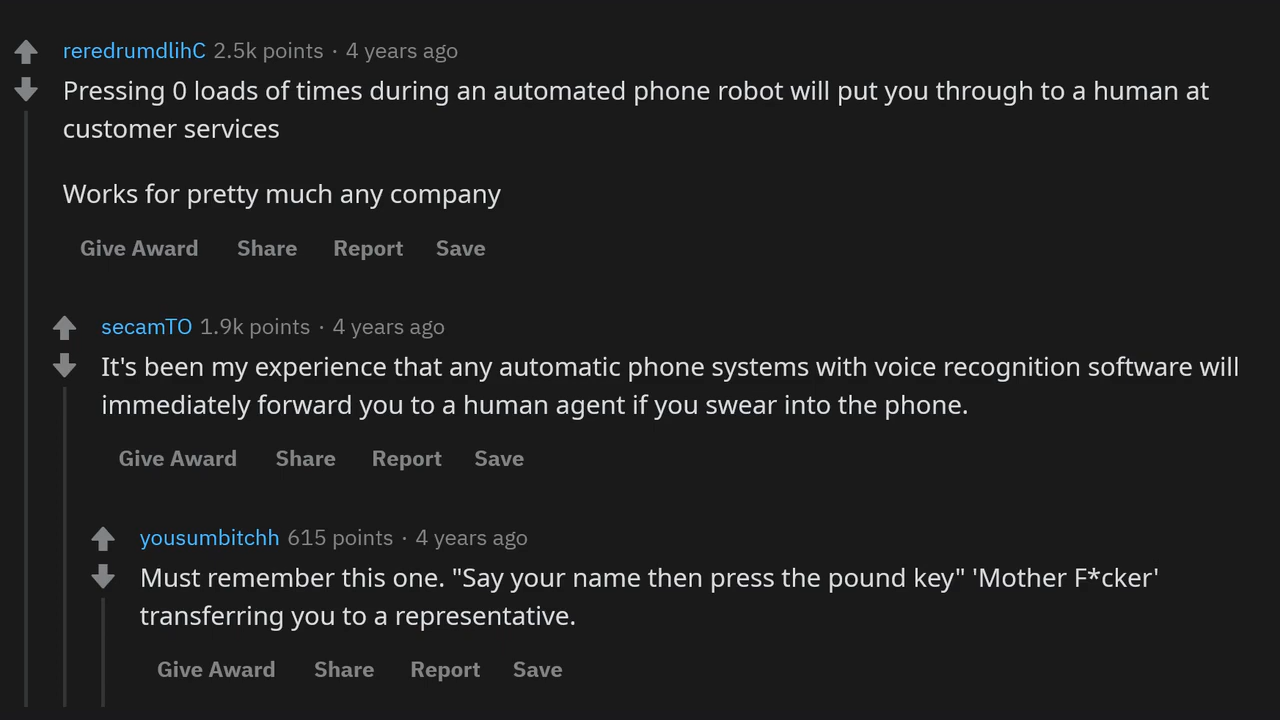 reredrumdlihC 2.5k points · 4 years ago
Pressing 0 loads of times during an automated phone robot will put you through to a human at
customer services
Works for pretty much any company
Give Award Share Report Save
secamTO 1.9k points · 4 years ago
It's been my experience that any automatic phone systems with voice recognition software will
immediately forward you to a human agent if you swear into the phone.
Give Award Share Report Save
yousumbitchh 615 points · 4 years ago
Must remember this one. "Say your name then press the pound key" 'Mother F*cker'
transferring you to a representative.
Give Award Share Report Save